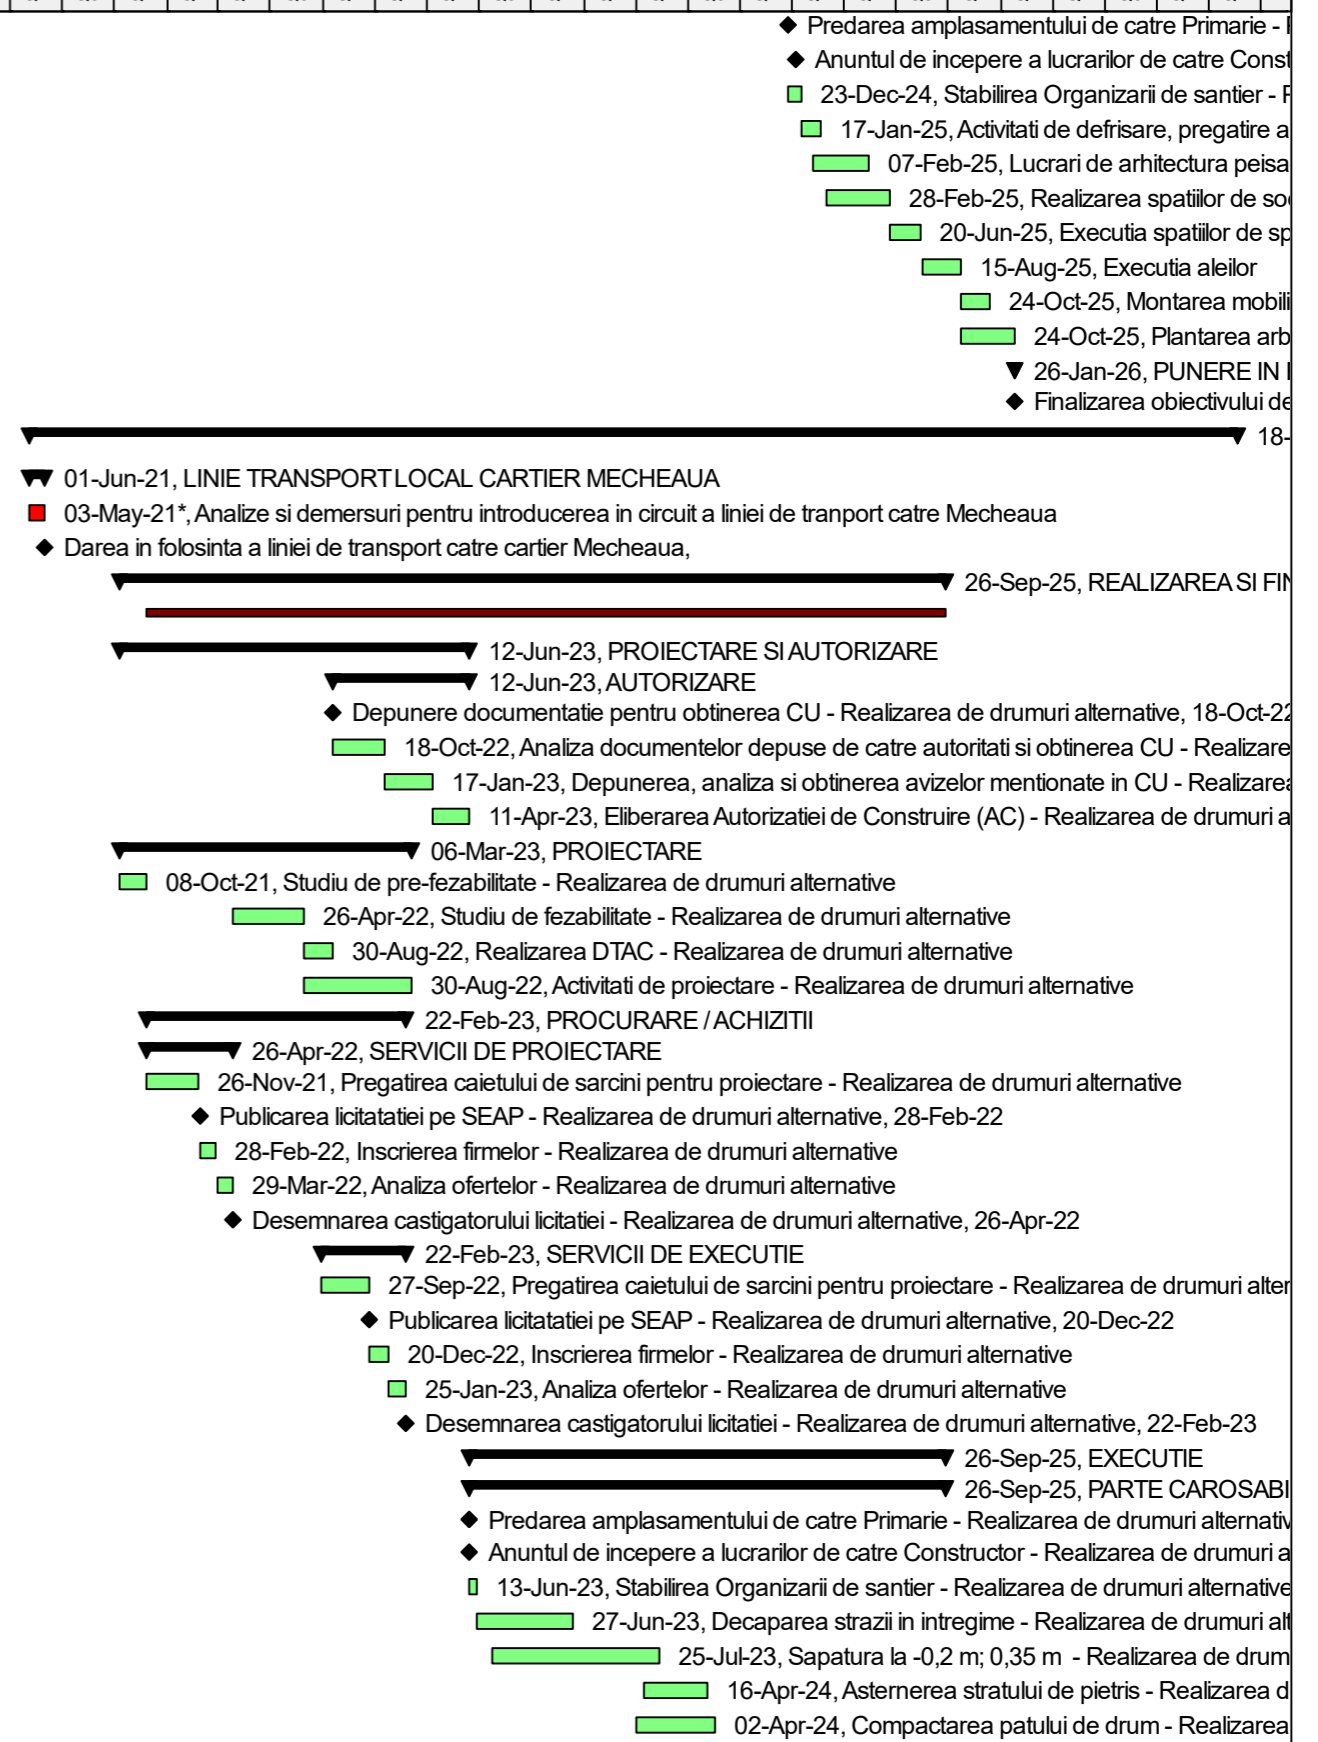 Predarea amplasamentului de catre Primarie -
Anuntul de incepere a lucrarilor de catre Const
23-Dec-24, Stabilirea Organizarii de santier -
17-Jan-25, Activitati de defrisare, pregatire a
07-Feb-25, Lucrari de arhitectura peisa
28-Feb-25, Realizarea spatiilor de so
20-Jun-25, Executia spatiilor de sp
15-Aug-25, Executia aleilor
24-Oct-25, Montarea mobili
24-Oct-25, Plantarea arb
26-Jan-26, PUNERE IN
Finalizarea obiectivului de
18-
01-Jun-21, LINIE TRANSPORT LOCAL CARTIER MECHEAUA
03-May-21*, Analize si demersuri pentru introducerea in circuit a liniei de tranport catre Mecheaua
Darea in folosinta a liniei de transport catre cartier Mecheaua,
26-Sep-25, REALIZAREA SI FIN
12-Jun-23, PROIECTARE SI AUTORIZARE
12-Jun-23, AUTORIZARE
Depunere documentatie pentru obtinerea CU - Realizarea de drumuri alternative, 18-Oct-22
18-Oct-22, Analiza documentelor depuse de catre autoritati si obtinerea CU - Realizare
17-Jan-23, Depunerea, analiza si obtinerea avizelor mentionate in CU - Realizarea
11-Apr-23, Eliberarea Autorizatiei de Construire (AC) - Realizarea de drumuri a
06-Mar-23, PROIECTARE
08-Oct-21, Studiu de pre-fezabilitate - Realizarea de drumuri alternative
26-Apr-22, Studiu de fezabilitate - Realizarea de drumuri alternative
30-Aug-22, Realizarea DTAC - Realizarea de drumuri alternative
30-Aug-22, Activitati de proiectare - Realizarea de drumuri alternative
22-Feb-23, PROCURARE / ACHIZITII
26-Apr-22, SERVICII DE PROIECTARE
26-Nov-21, Pregatirea caietului de sarcini pentru proiectare - Realizarea de drumuri alternative
Publicarea licitatatiei pe SEAP - Realizarea de drumuri alternative, 28-Feb-22
28-Feb-22, Inscrierea firmelor - Realizarea de drumuri alternative
29-Mar-22, Analiza ofertelor - Realizarea de drumuri alternative
Desemnarea castigatorului licitatiei - Realizarea de drumuri alternative, 26-Apr-22
22-Feb-23, SERVICII DE EXECUTIE
27-Sep-22, Pregatirea caietului de sarcini pentru proiectare - Realizarea de drumuri alter
Publicarea licitatatiei pe SEAP - Realizarea de drumuri alternative, 20-Dec-22
20-Dec-22, Inscrierea firmelor - Realizarea de drumuri alternative
25-Jan-23, Analiza ofertelor - Realizarea de drumuri alternative
Desemnarea castigatorului licitatiei - Realizarea de drumuri alternative, 22-Feb-23
26-Sep-25, EXECUTIE
26-Sep-25, PARTE CAROSABI
Predarea amplasamentului de catre Primarie - Realizarea de drumuri alternativ
Anuntul de incepere a lucrarilor de catre Constructor - Realizarea de drumuri a
13-Jun-23, Stabilirea Organizarii de santier - Realizarea de drumuri alternative
27-Jun-23, Decaparea strazii in intregime - Realizarea de drumuri alt
25-Jul-23, Sapatura la -0,2 m; 0,35 m - Realizarea de drum
16-Apr-24, Asternerea stratului de pietris - Realizarea d
02-Apr-24, Compactarea patului de drum - Realizarea